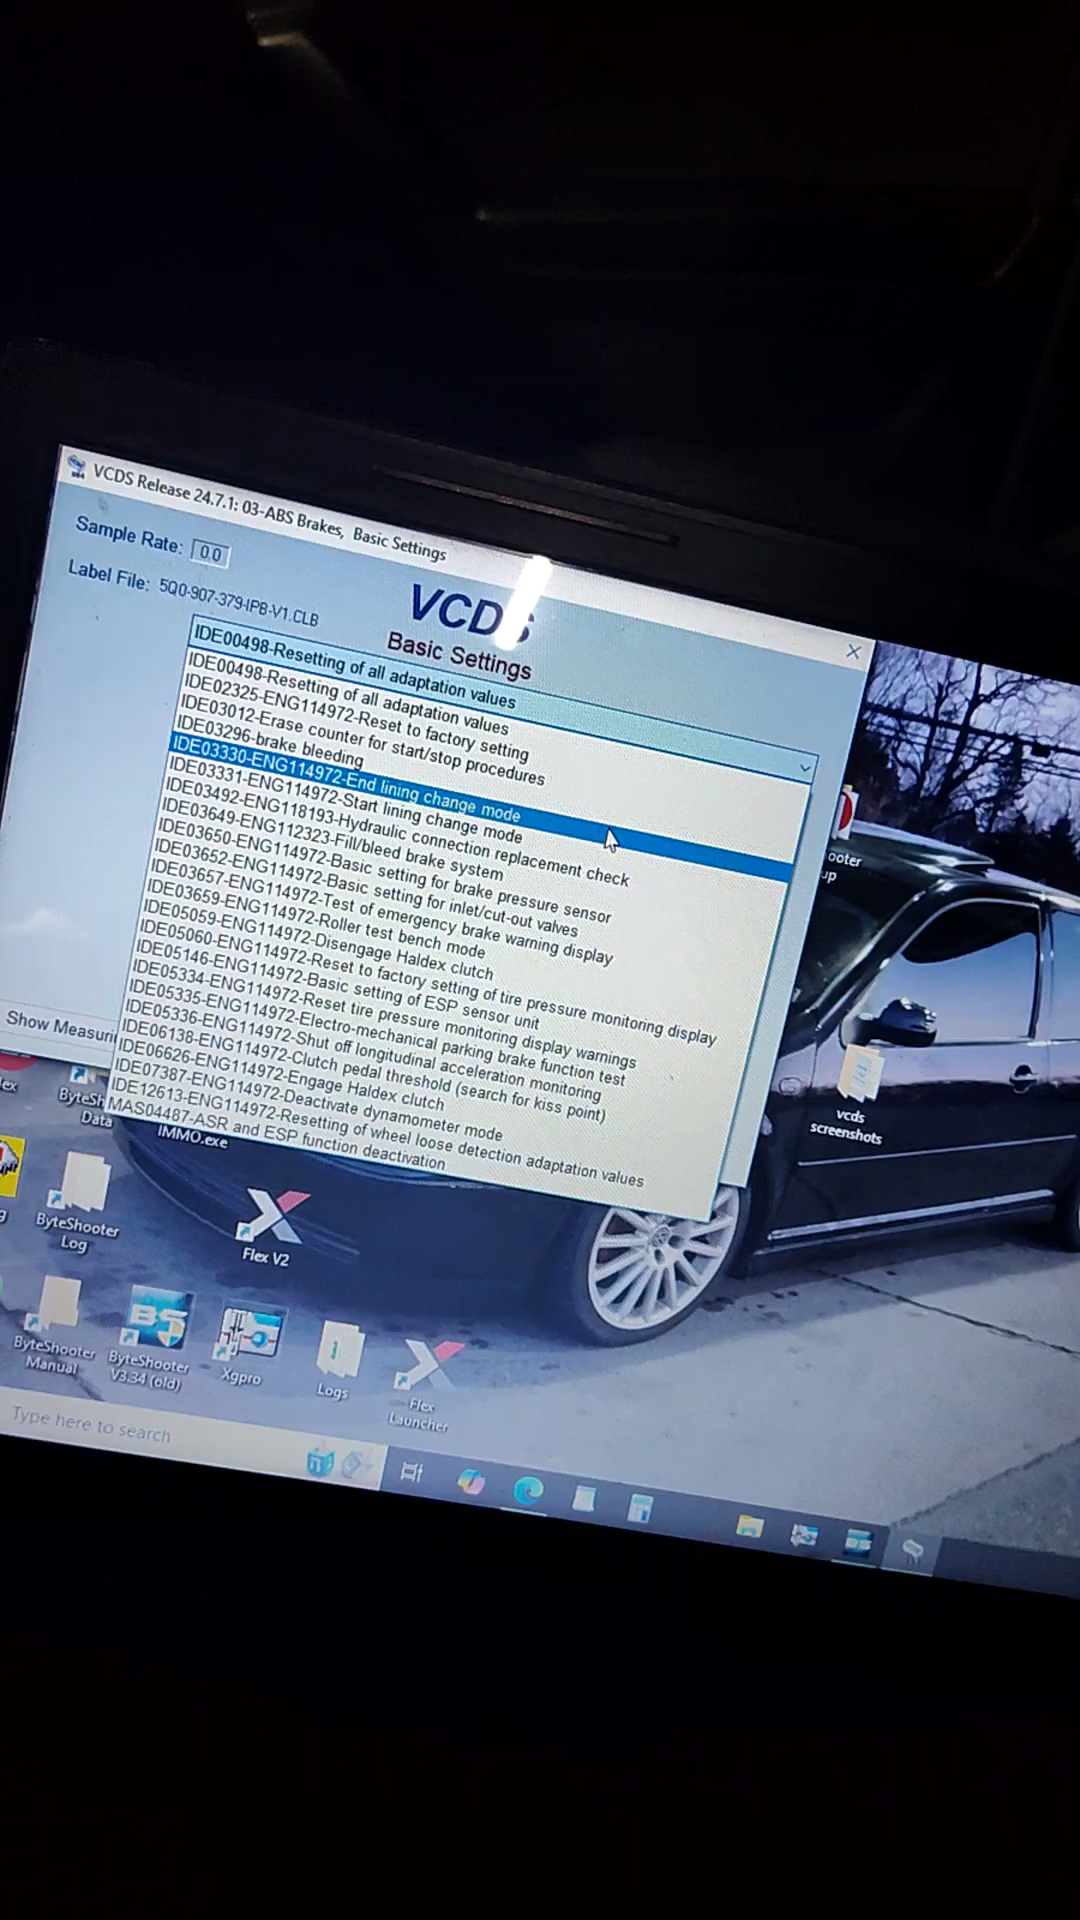 VCDS Release 24.7.1: 03-ABS Brakes, Basic Settings
Sample Rate: 0.0
Label File: 5Q0-907-379-IPB-V1.CLB
VCDS
Basic Settings
IDE00498-Resetting of all adaptation values
IDE00498-Resetting of all adaptation values
IDE02325-ENG114972-Reset to factory setting
IDE03012-Erase counter for start/stop procedures
IDE03296-brake bleeding
IDE03330-ENG114972-End lining change mode
IDE03331-ENG114972-Start lining change mode
IDE03492-ENG118193-Hydraulic connection replacement check
IDE03649-ENG112323-Fill/bleed brake system
IDE03650-ENG114972-Basic setting for brake pressure sensor
IDE03652-ENG114972-Basic setting for inlet/cut-out valves
IDE03657-ENG114972-Test of emergency brake warning display
IDE03659-ENG114972-Roller test bench mode
IDE05059-ENG114972-Disengage Haldex clutch
IDE05060-ENG114972-Reset to factory setting of tire pressure monitoring display
IDE05146-ENG114972-Basic setting of ESP sensor unit
IDE05334-ENG114972-Reset tire pressure monitoring display warnings
IDE05335-ENG114972-Electro-mechanical parking brake function test
IDE05336-ENG114972-Shut off longitudinal acceleration monitoring
IDE06138-ENG114972-Clutch pedal threshold (search for kiss point)
IDE06626-ENG114972-Engage Haldex clutch
IDE07387-ENG114972-Deactivate dynamometer mode
IDE12613-ENG114972-Resetting of wheel loose detection adaptation values
MAS04487-ASR and ESP function deactivation
Show Measuri
ooter
up
vcds
screenshots
lex
ByteSh
Data
IMMO.exe
g
ByteShooter
Log
Flex V2
ByteShooter
Manual
BS
ByteShooter
V3.34 (old)
Xgpro
Logs
Flex
Launcher
Type here to search